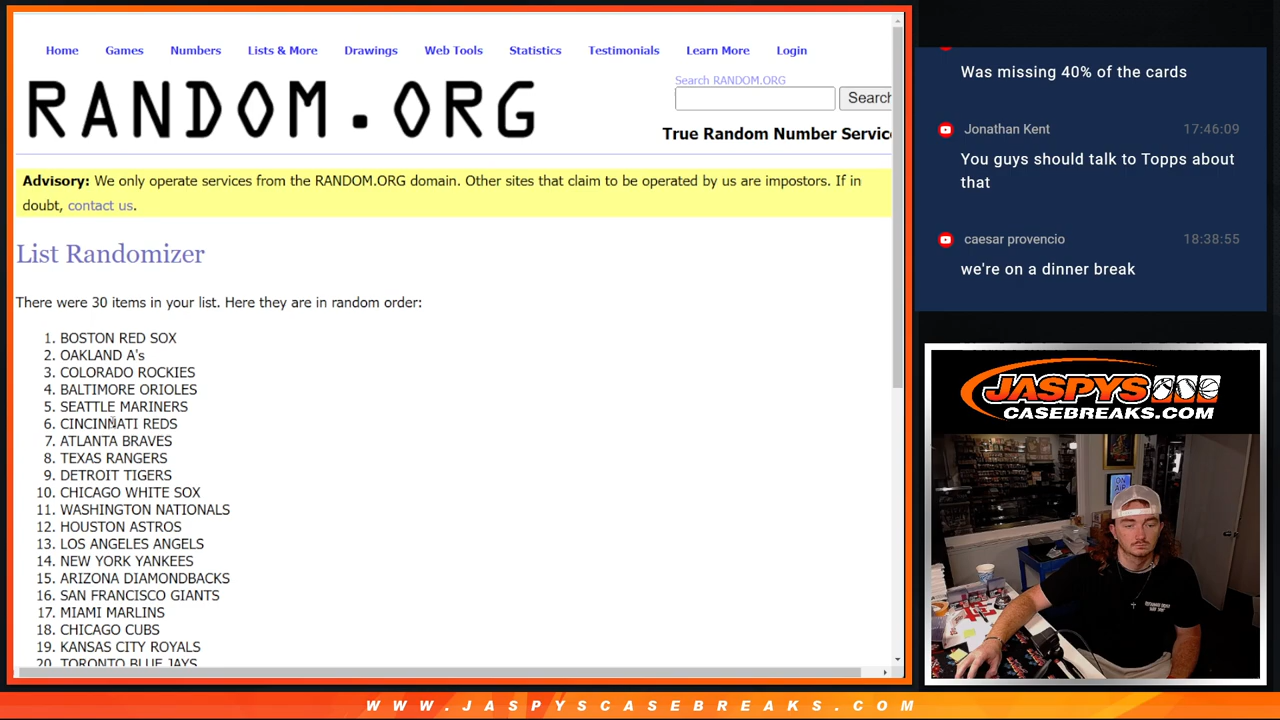 Home Games Numbers Lists & More Drawings Web Tools Statistics Testimonials Learn More Login
RANDOM.ORG
Search RANDOM.ORG
Search
True Random Number Servic
Advisory: We only operate services from the RANDOM.ORG domain. Other sites that claim to be operated by us are impostors. If in
doubt, contact us.
List Randomizer
There were 30 items in your list. Here they are in random order:
1. BOSTON RED SOX
2. OAKLAND A's
3. COLORADO ROCKIES
4. BALTIMORE ORIOLES
5. SEATTLE MARINERS
6. CINCINNATI REDS
7. ATLANTA BRAVES
8. TEXAS RANGERS
9. DETROIT TIGERS
10. CHICAGO WHITE SOX
11. WASHINGTON NATIONALS
12. HOUSTON ASTROS
13. LOS ANGELES ANGELS
14. NEW YORK YANKEES
15. ARIZONA DIAMONDBACKS
16. SAN FRANCISCO GIANTS
17. MIAMI MARLINS
18. CHICAGO CUBS
19. KANSAS CITY ROYALS
20. TORONTO BLUE JAYS
Was missing 40% of the cards
Jonathan Kent 17:46:09
You guys should talk to Topps about
that
caesar provencio 18:38:55
we're on a dinner break
JASPYS
CASEBREAKS.COM
ON
AIR
WWW.JASPYSCASEBREAKS.COM